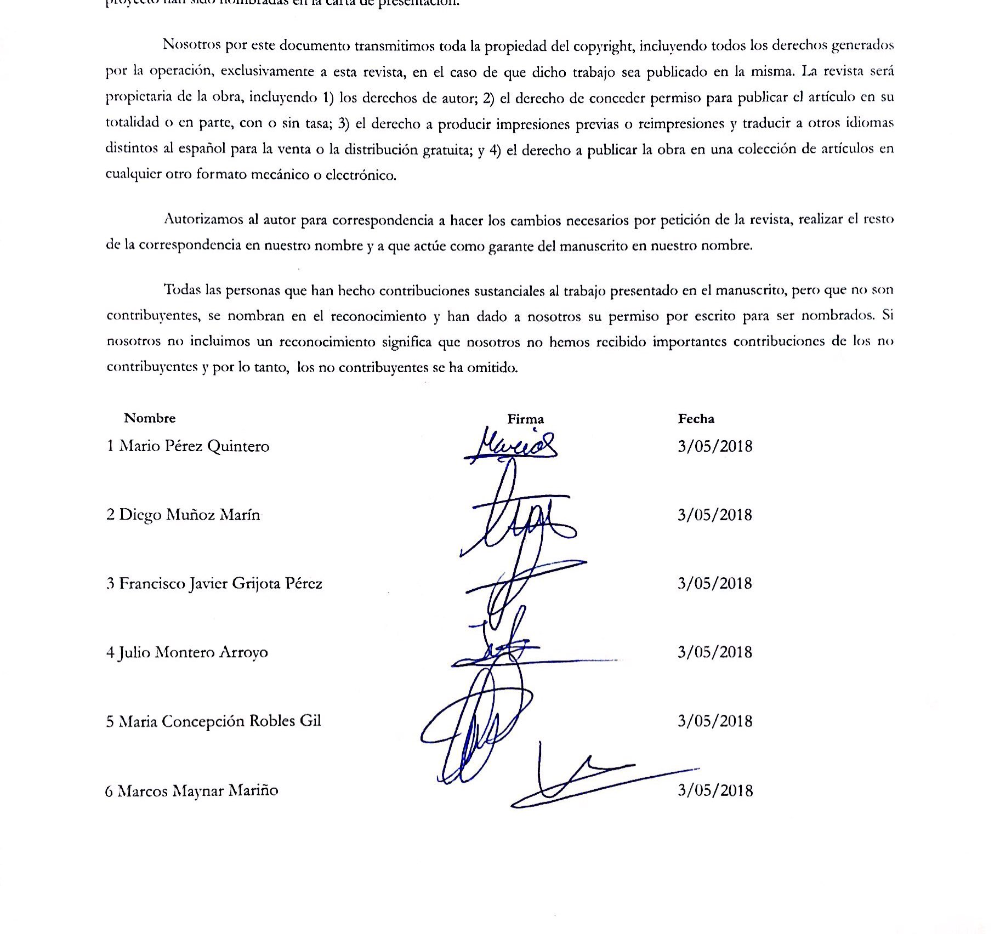 proyecto han sido nombradas en la carta de presentación.
Nosotros por este documento transmitimos toda la propiedad del copyright, incluyendo todos los derechos generados
por la operación, exclusivamente a esta revista, en el caso de que dicho trabajo sea publicado en la misma. La revista será
propietaria de la obra, incluyendo 1) los derechos de autor; 2) el derecho de conceder permiso para publicar el artículo en su
totalidad o en parte, con o sin tasa; 3) el derecho a producir impresiones previas o reimpresiones y traducir a otros idiomas
distintos al español para la venta o la distribución gratuita; y 4) el derecho a publicar la obra en una colección de artículos en
cualquier otro formato mecánico o electrónico.
Autorizamos al autor para correspondencia a hacer los cambios necesarios por petición de la revista, realizar el resto
de la correspondencia en nuestro nombre y a que actúe como garante del manuscrito en nuestro nombre.
Todas las personas que han hecho contribuciones sustanciales al trabajo presentado en el manuscrito, pero que no son
contribuyentes, se nombran en el reconocimiento y han dado a nosotros su permiso por escrito para ser nombrados. Si
nosotros no incluimos un reconocimiento significa que nosotros no hemos recibido importantes contribuciones de los no
contribuyentes y por lo tanto, los no contribuyentes se ha omitido.
Nombre Firma Fecha
1 Mario Pérez Quintero 3/05/2018
2 Diego Muñoz Marín 3/05/2018
3 Francisco Javier Grijota Pérez 3/05/2018
4 Julio Montero Arroyo 3/05/2018
5 Maria Concepción Robles Gil 3/05/2018
6 Marcos Maynar Mariño 3/05/2018